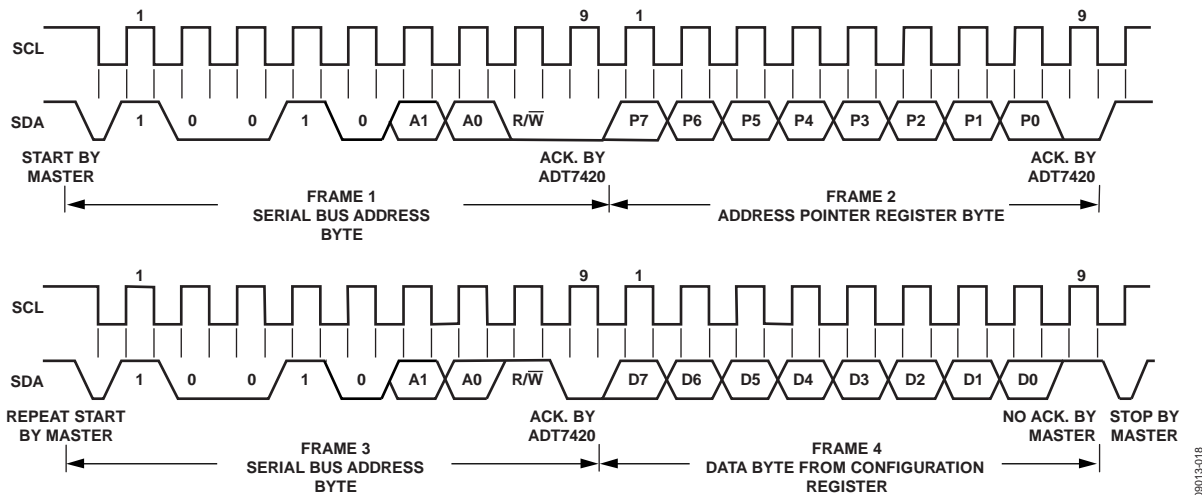 1 9 1 9
SCL
SDA 1 0 0 1 0 A1 A0 R/W̅ P7 P6 P5 P4 P3 P2 P1 P0
START BY
MASTER
ACK. BY
ADT7420
ACK. BY
ADT7420
FRAME 1
SERIAL BUS ADDRESS
BYTE
FRAME 2
ADDRESS POINTER REGISTER BYTE
1 9 1 9
SCL
SDA 1 0 0 1 0 A1 A0 R/W̅ D7 D6 D5 D4 D3 D2 D1 D0
REPEAT START
BY MASTER
ACK. BY
ADT7420
NO ACK. BY
MASTER
STOP BY
MASTER
FRAME 3
SERIAL BUS ADDRESS
BYTE
FRAME 4
DATA BYTE FROM CONFIGURATION
REGISTER
09013-018